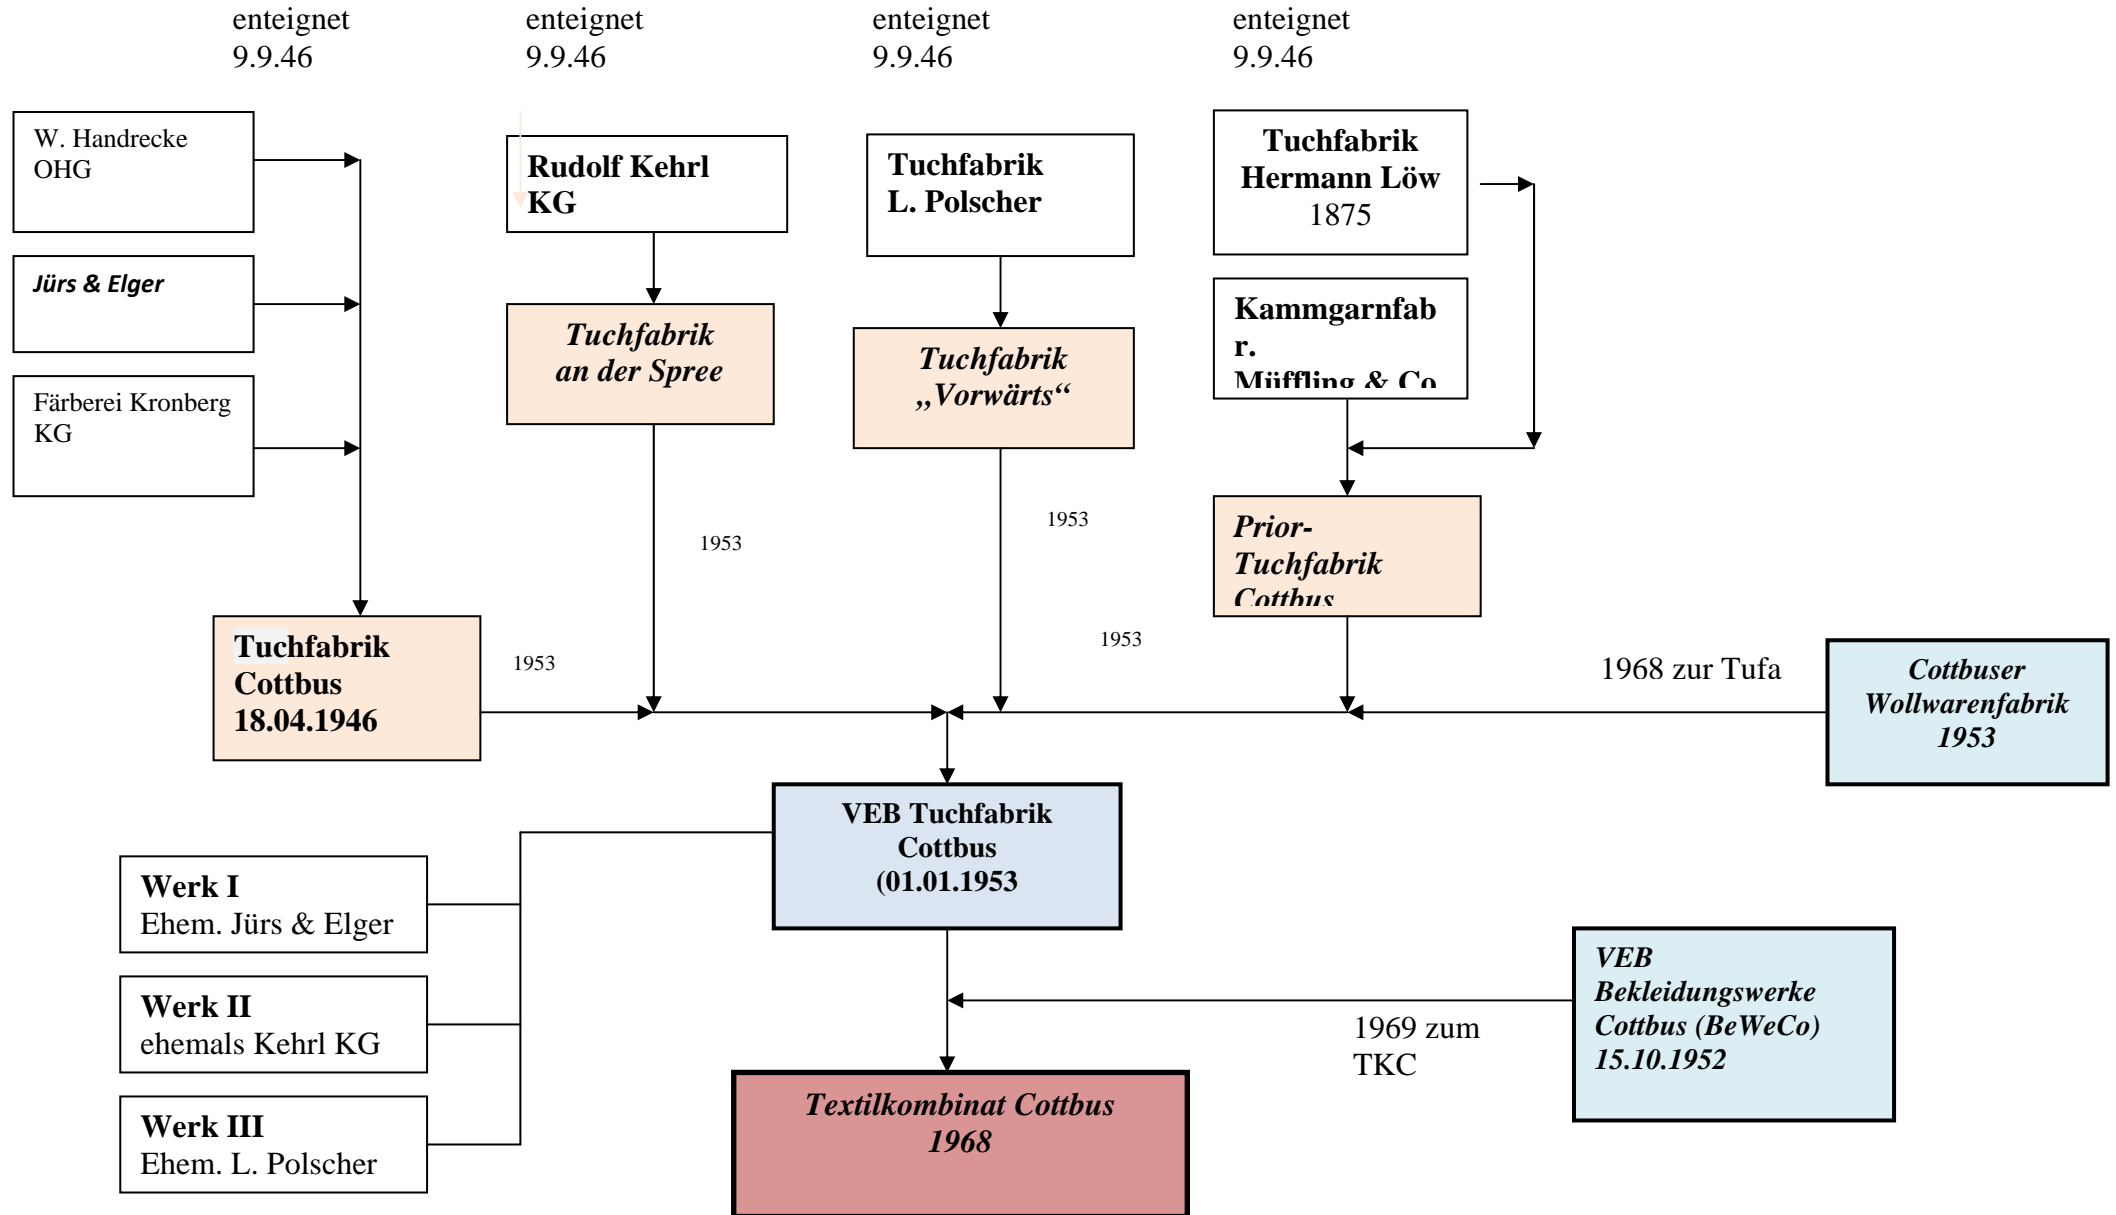 enteignet
9.9.46
enteignet
9.9.46
enteignet
9.9.46
enteignet
9.9.46
W. Handrecke
OHG
Jürs & Elger
Färberei Kronberg
KG
Rudolf Kehrl
KG
Tuchfabrik
L. Polscher
Tuchfabrik
Hermann Löw
1875
Kammgarnfab
r.
Müffling & Co
Tuchfabrik
an der Spree
Tuchfabrik
„Vorwärts“
Prior-
Tuchfabrik
Cottbus
1953
1953
1953
1953
Tuchfabrik
Cottbus
18.04.1946
1968 zur Tufa
Cottbuser
Wollwarenfabrik
1953
VEB Tuchfabrik
Cottbus
(01.01.1953
Werk I
Ehem. Jürs & Elger
Werk II
ehemals Kehrl KG
Werk III
Ehem. L. Polscher
VEB
Bekleidungswerke
Cottbus (BeWeCo)
15.10.1952
1969 zum
TKC
Textilkombinat Cottbus
1968